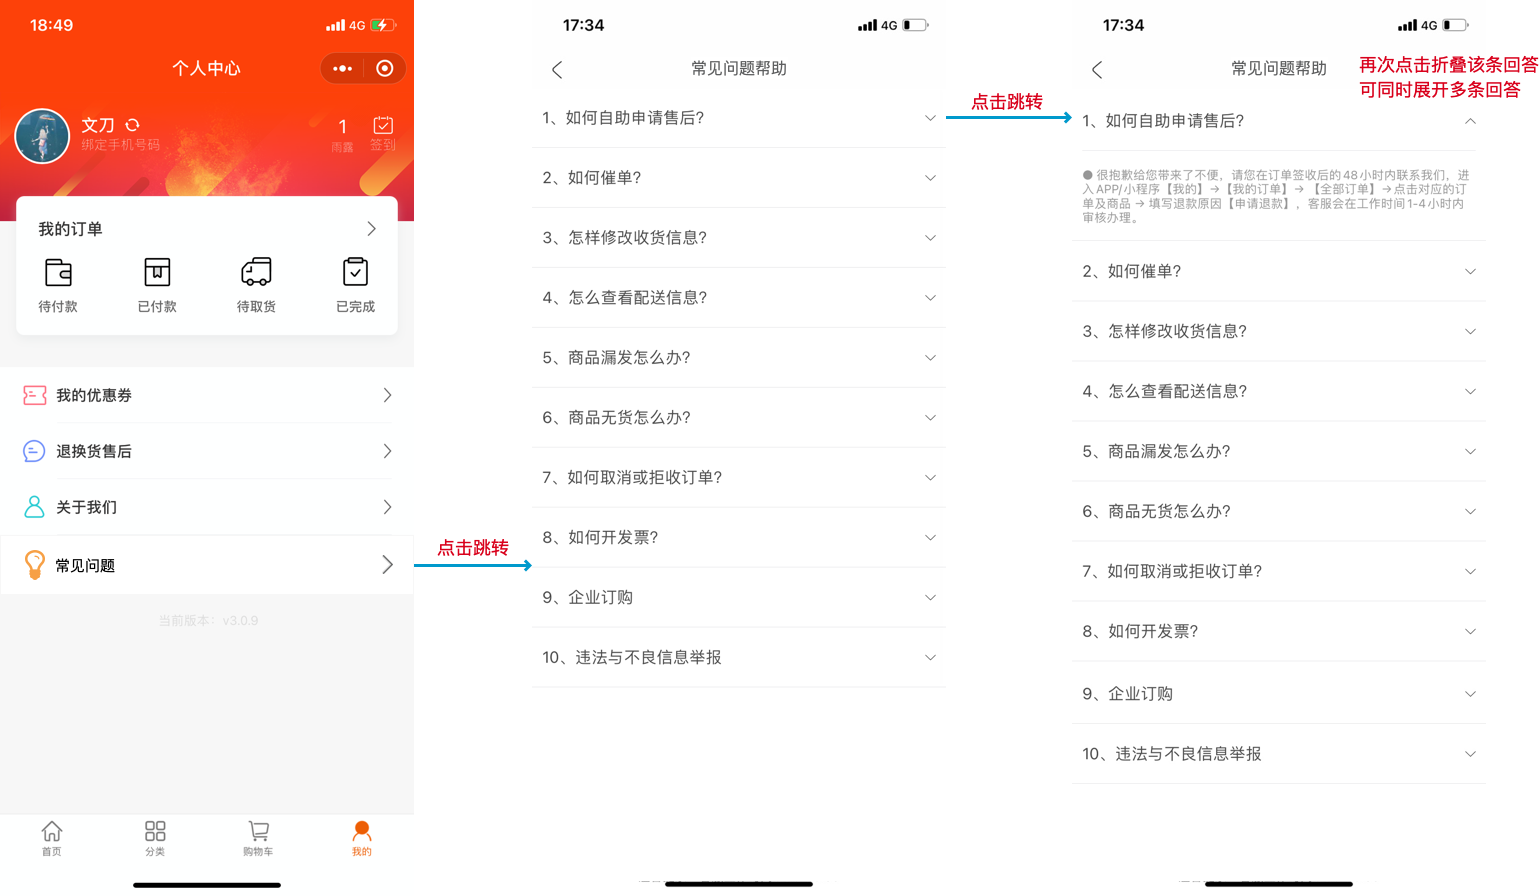 18:49
4G
个人中心
文刀
绑定手机号码
1
雨露
签到
我的订单
待付款
已付款
待取货
已完成
我的优惠券
退换货售后
关于我们
常见问题
当前版本：v3.0.9
首页
分类
购物车
我的
点击跳转
17:34
4G
常见问题帮助
1、如何自助申请售后?
2、如何催单?
3、怎样修改收货信息?
4、怎么查看配送信息?
5、商品漏发怎么办?
6、商品无货怎么办?
7、如何取消或拒收订单?
8、如何开发票?
9、企业订购
10、违法与不良信息举报
点击跳转
17:34
4G
常见问题帮助
再次点击折叠该条回答
可同时展开多条回答
1、如何自助申请售后?
● 很抱歉给您带来了不便，请您在订单签收后的48小时内联系我们，进
入APP/小程序【我的】→【我的订单】→ 【全部订单】→点击对应的订
单及商品 → 填写退款原因【申请退款】，客服会在工作时间1-4小时内
审核办理。
2、如何催单?
3、怎样修改收货信息?
4、怎么查看配送信息?
5、商品漏发怎么办?
6、商品无货怎么办?
7、如何取消或拒收订单?
8、如何开发票?
9、企业订购
10、违法与不良信息举报